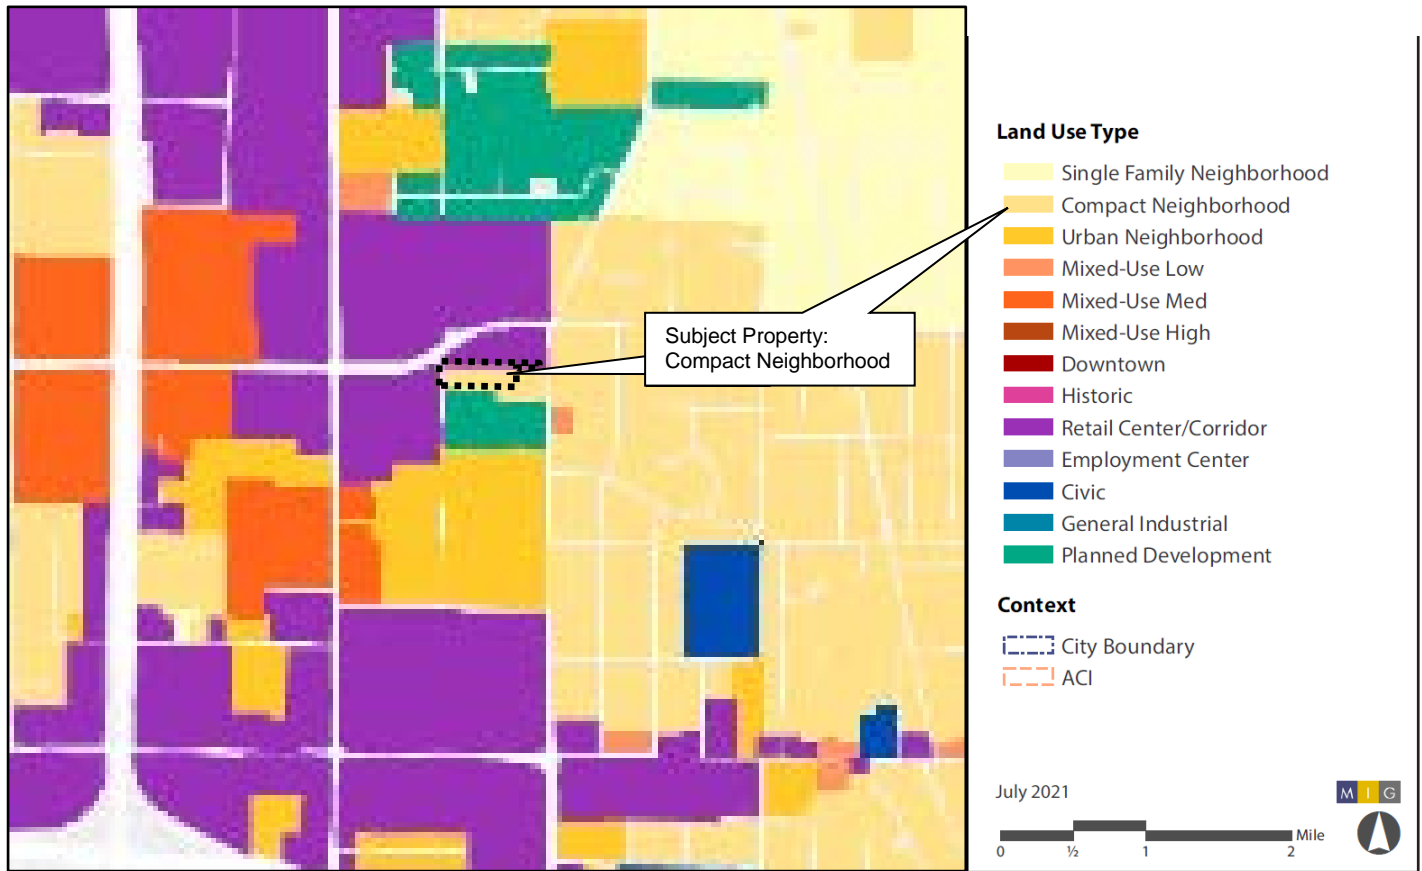 Subject Property:
Compact Neighborhood
Land Use Type
Single Family Neighborhood
Compact Neighborhood
Urban Neighborhood
Mixed-Use Low
Mixed-Use Med
Mixed-Use High
Downtown
Historic
Retail Center/Corridor
Employment Center
Civic
General Industrial
Planned Development
Context
City Boundary
ACI
July 2021
M I G
Mile
0 ½ 1 2